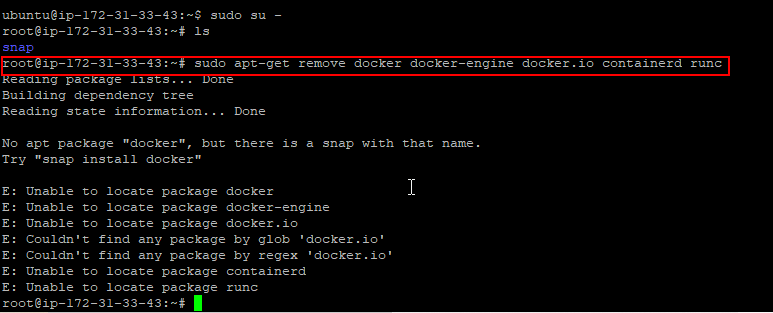 ubuntu@ip-172-31-33-43:~$ sudo su -
root@ip-172-31-33-43:~# ls
snap
root@ip-172-31-33-43:~# sudo apt-get remove docker docker-engine docker.io containerd runc
Reading package lists... Done
Building dependency tree
Reading state information... Done
No apt package "docker", but there is a snap with that name.
Try "snap install docker"
E: Unable to locate package docker
E: Unable to locate package docker-engine
E: Unable to locate package docker.io
E: Couldn't find any package by glob 'docker.io'
E: Couldn't find any package by regex 'docker.io'
E: Unable to locate package containerd
E: Unable to locate package runc
root@ip-172-31-33-43:~#